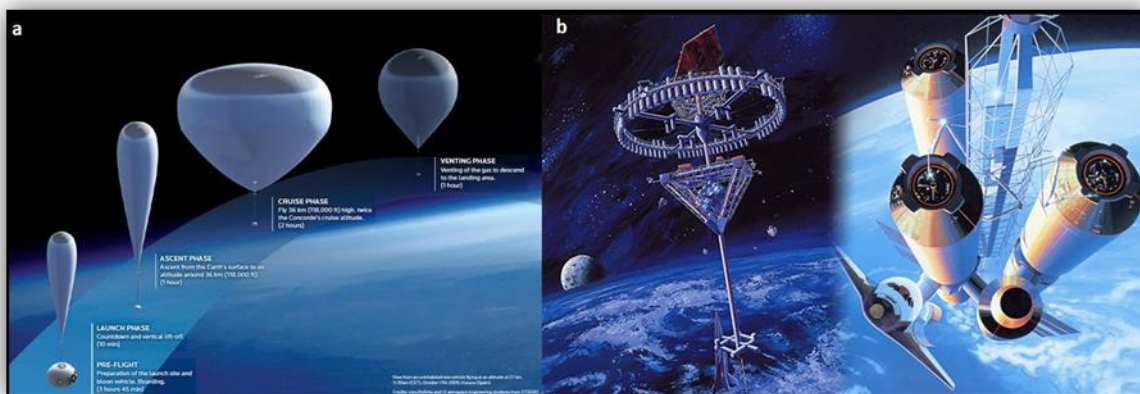 a
b
VENTING PHASE
Venting of the gas to descend
to the landing area.
(1 hour)
CRUISE PHASE
Fly 36 km (118,000 ft) high, twice
the Concorde's cruise altitude.
(2 hours)
ASCENT PHASE
Ascent from the Earth's surface to an
altitude around 36 km (118,000 ft)
(1 hour)
LAUNCH PHASE
Countdown and vertical lift-off.
(10 min)
PRE-FLIGHT
Preparation of the launch site and
bloon vehicle. Boarding.
(3 hours 45 min)